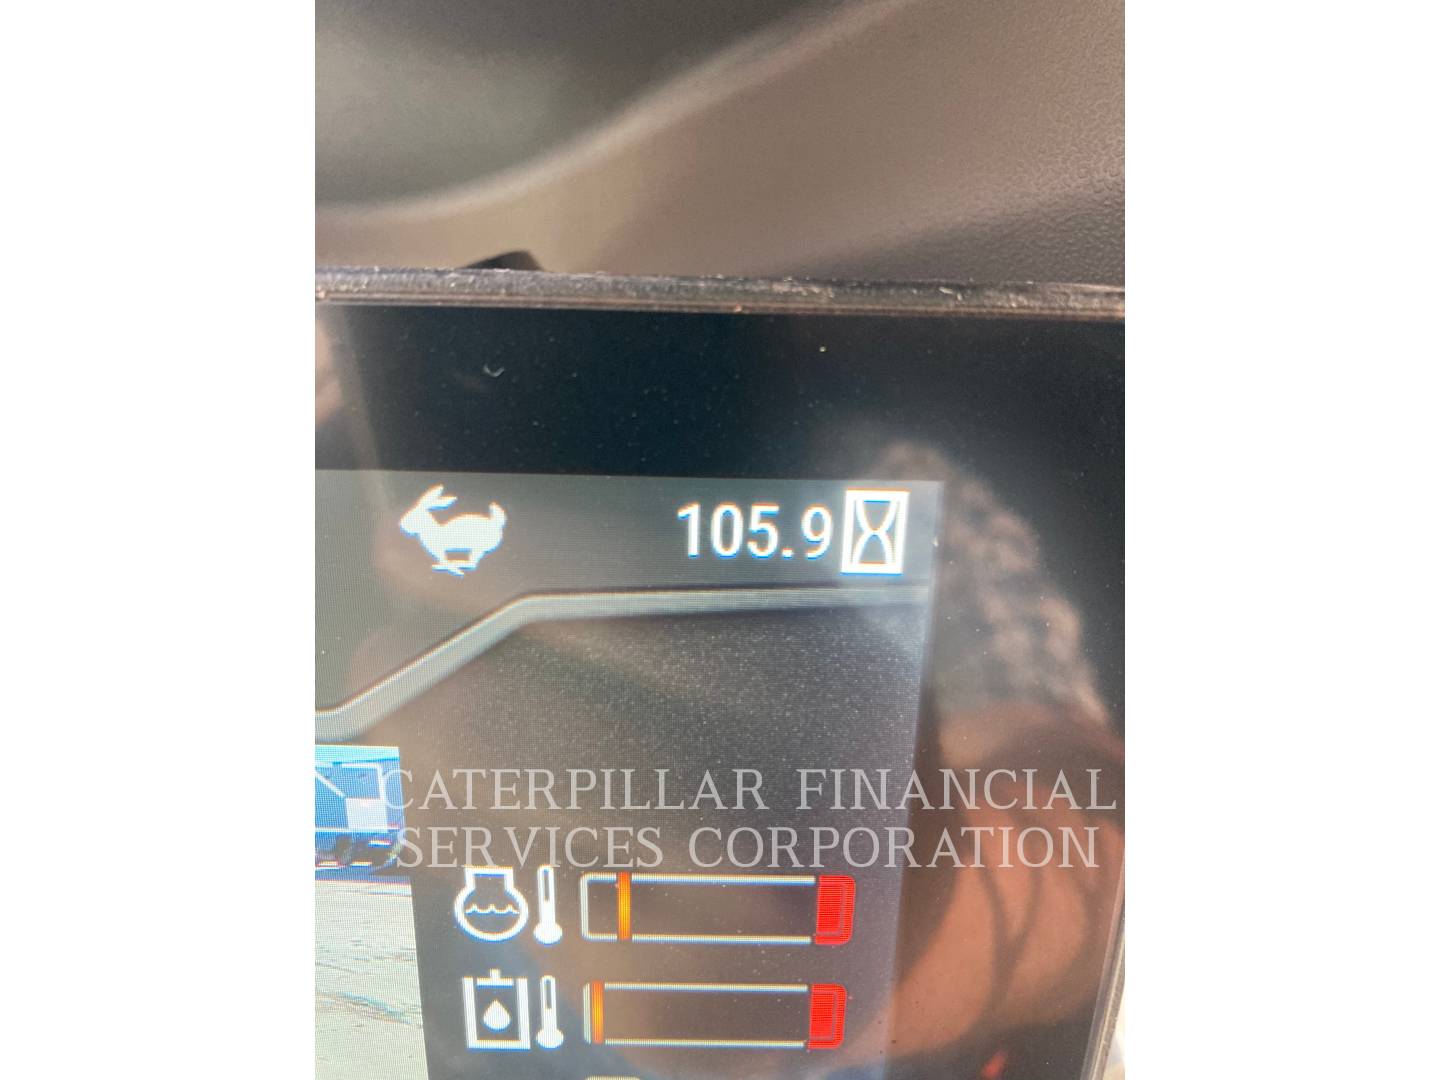 105.9
CATERPILLAR FINANCIAL
SERVICES CORPORATION